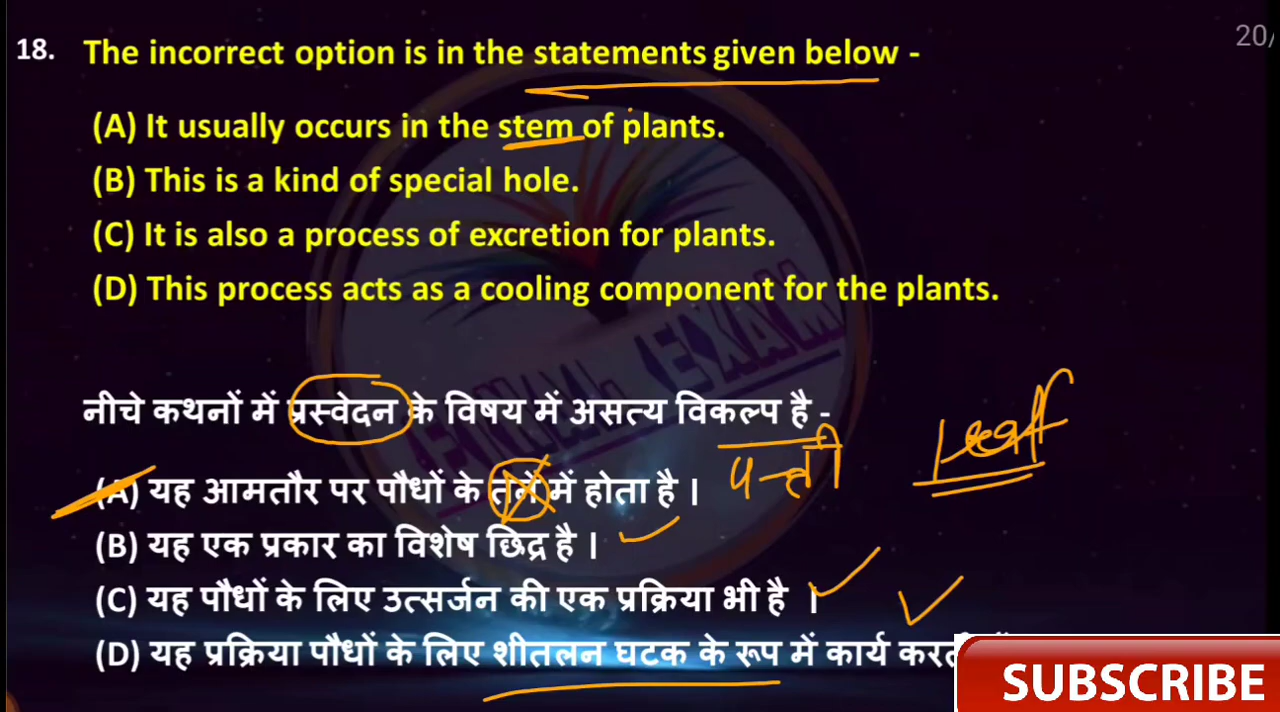 18. The incorrect option is in the statements given below -
20/
(A) It usually occurs in the stem of plants.
(B) This is a kind of special hole.
(C) It is also a process of excretion for plants.
(D) This process acts as a cooling component for the plants.
FINAL EXAM
नीचे कथनों में प्रस्वेदन के विषय में असत्य विकल्प है -
Leaf
पत्ती
(A) यह आमतौर पर पौधों के तने में होता है ।
(B) यह एक प्रकार का विशेष छिद्र है ।
(C) यह पौधों के लिए उत्सर्जन की एक प्रक्रिया भी है ।
(D) यह प्रक्रिया पौधों के लिए शीतलन घटक के रूप में कार्य
SUBSCRIBE